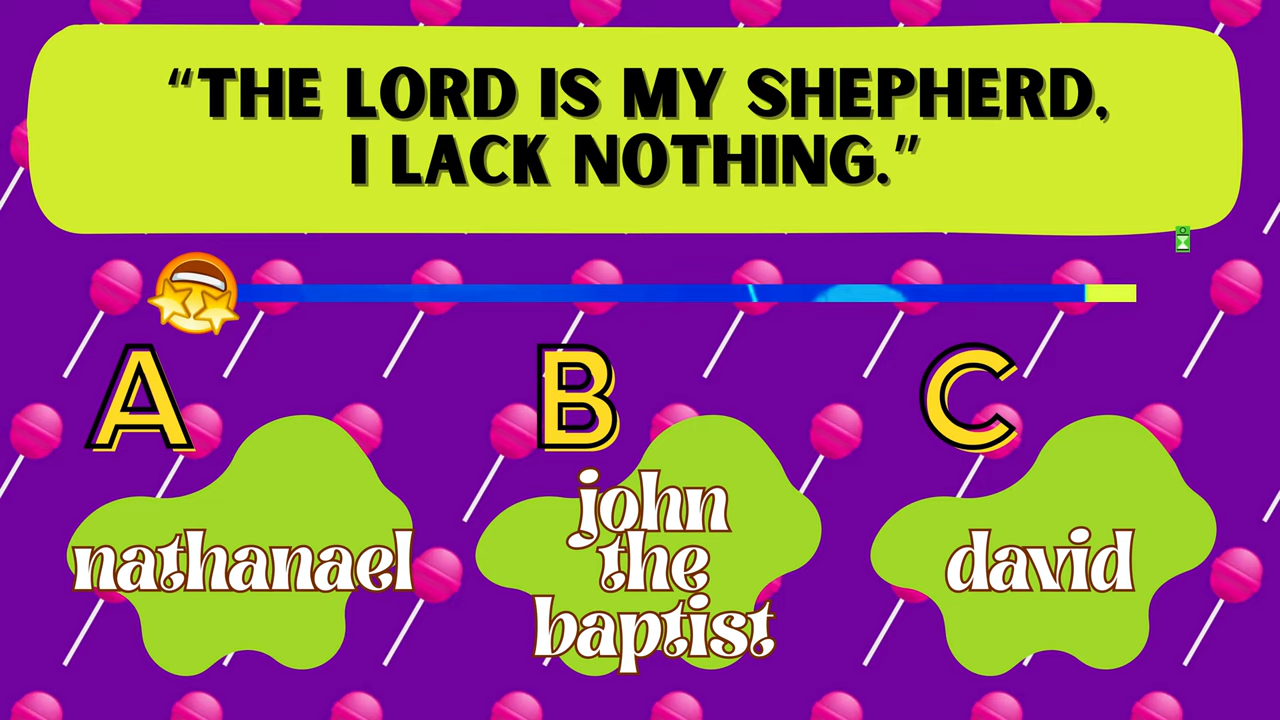 “THE LORD IS MY SHEPHERD,
I LACK NOTHING.”
A
B
C
nathanael
john
the
baptist
david